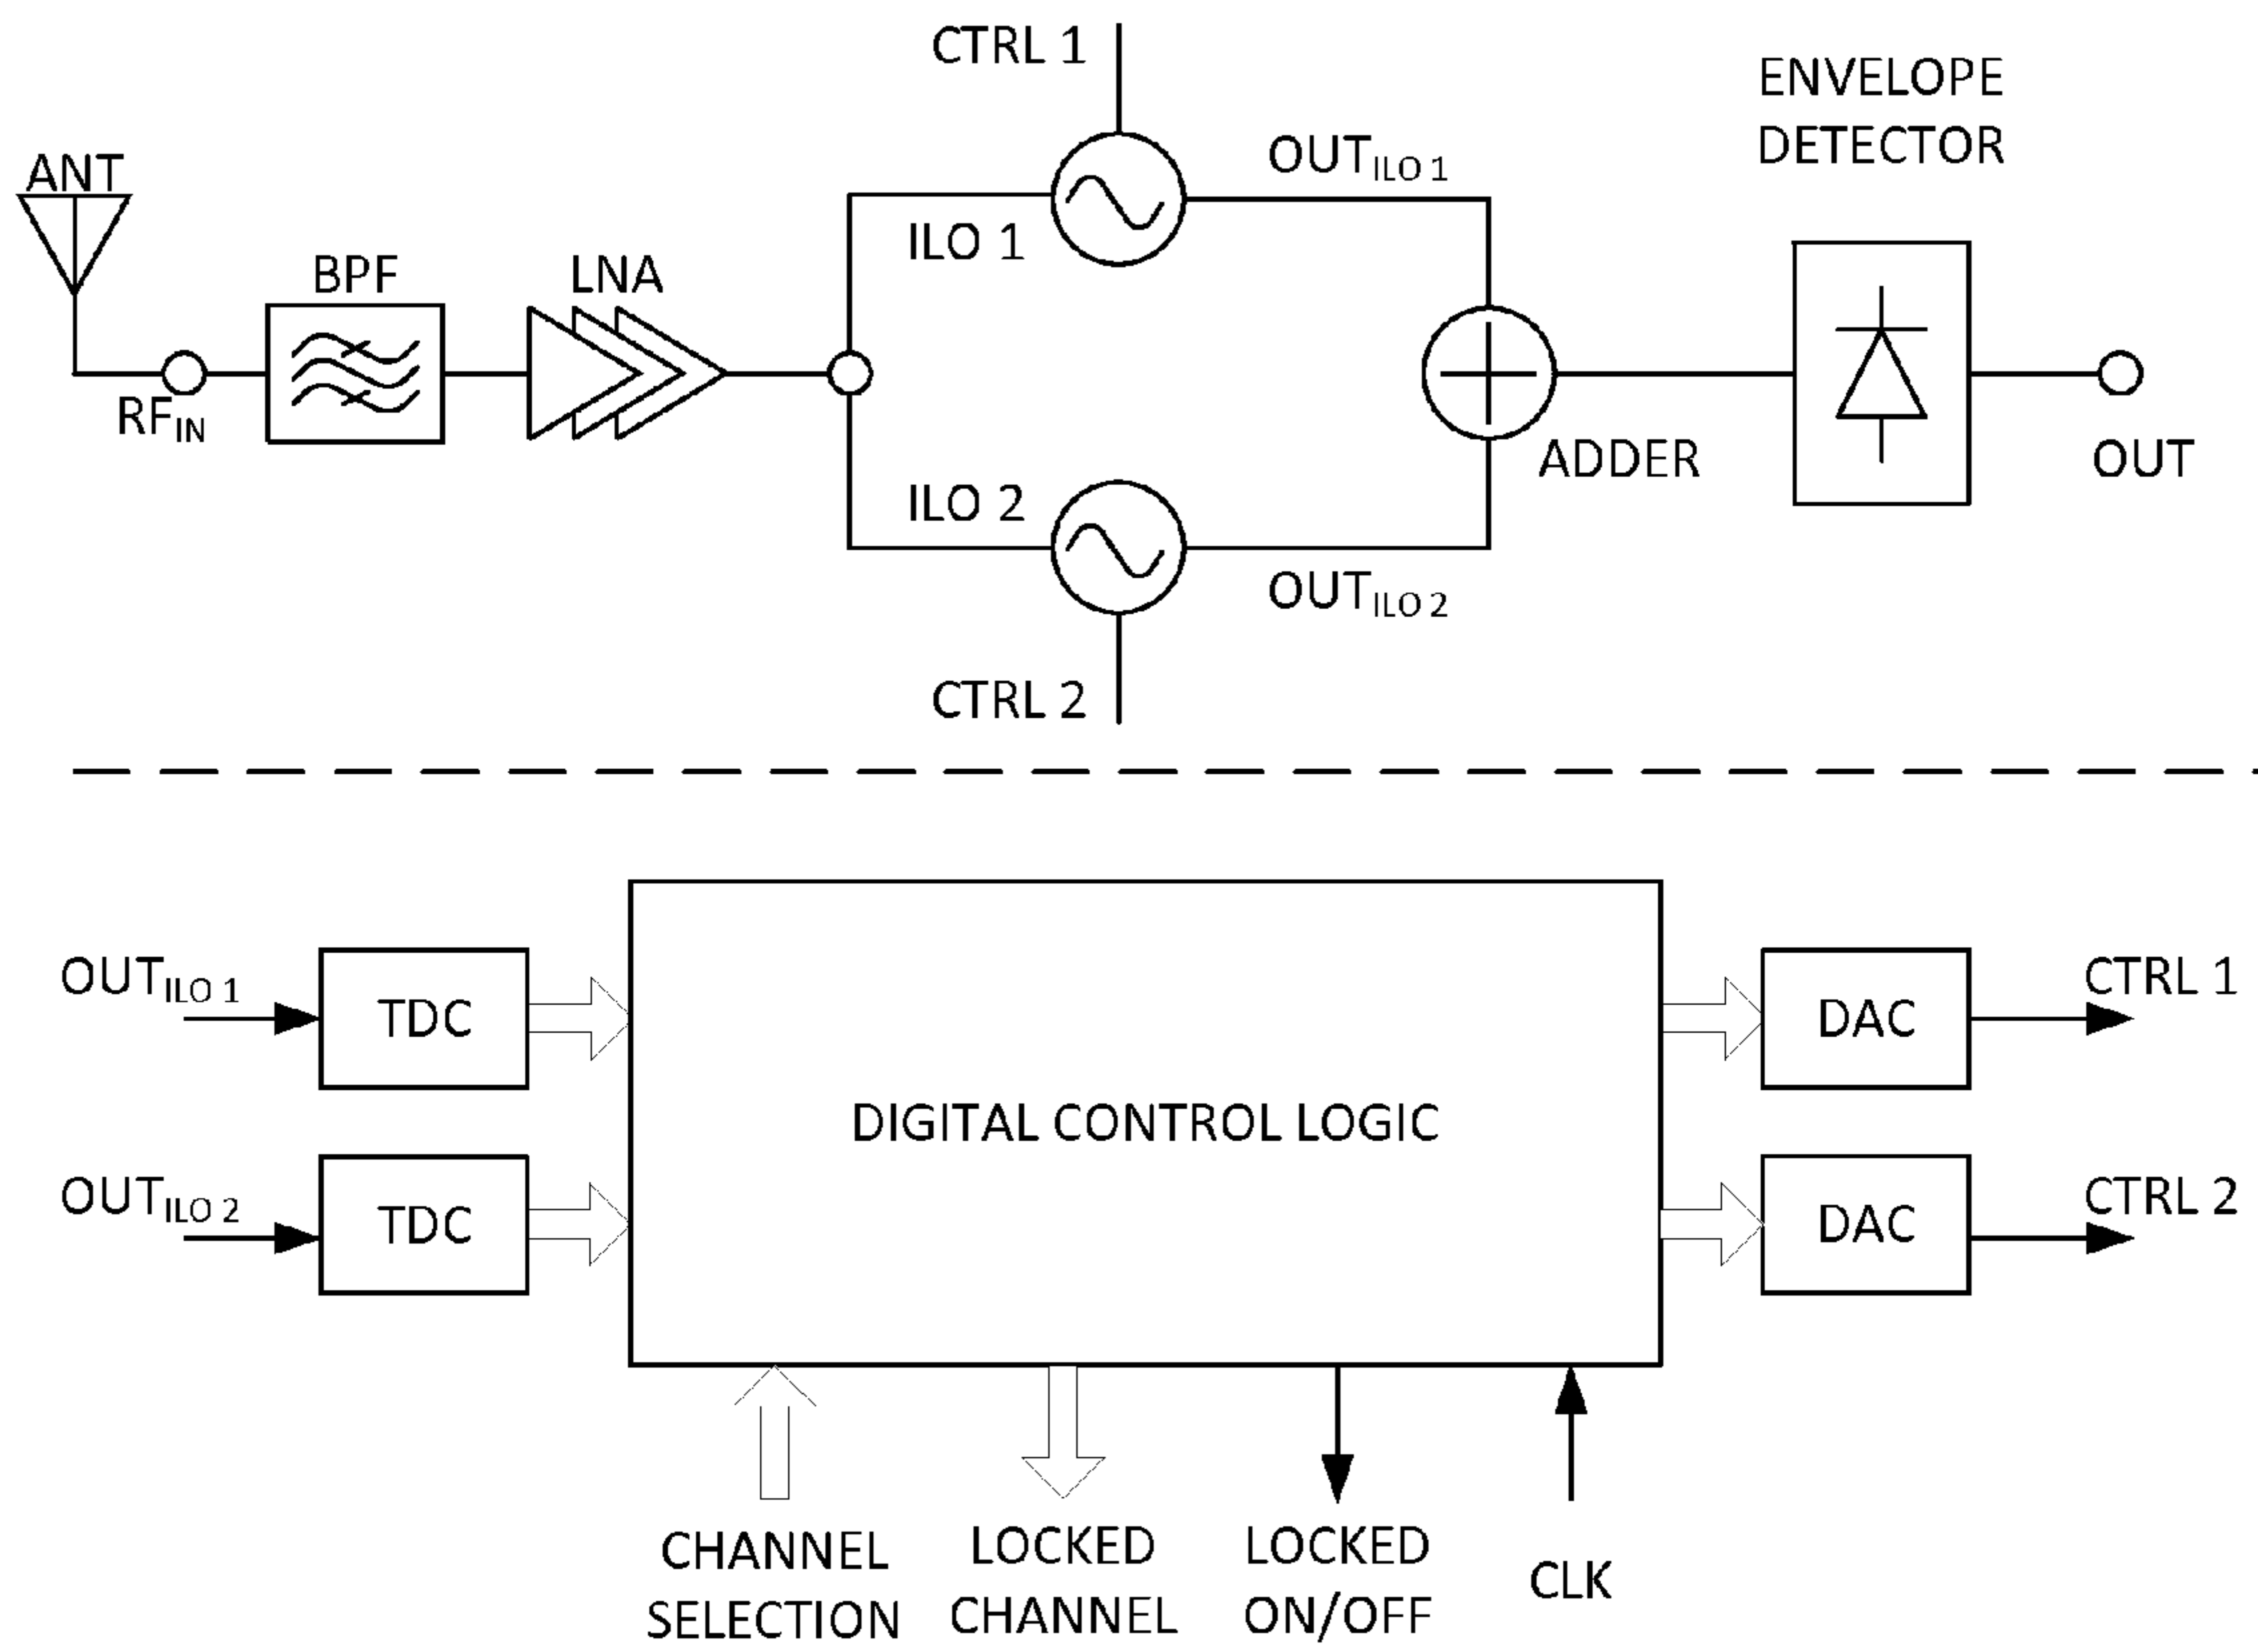 CTRL 1
ENVELOPE
DETECTOR
ANT
OUT_ILO 1
ILO 1
BPF
LNA
RF_IN
ADDER
OUT
ILO 2
OUT_ILO 2
CTRL 2
OUT_ILO 1
TDC
DAC
CTRL 1
DIGITAL CONTROL LOGIC
OUT_ILO 2
TDC
DAC
CTRL 2
CHANNEL
SELECTION
LOCKED
CHANNEL
LOCKED
ON/OFF
CLK